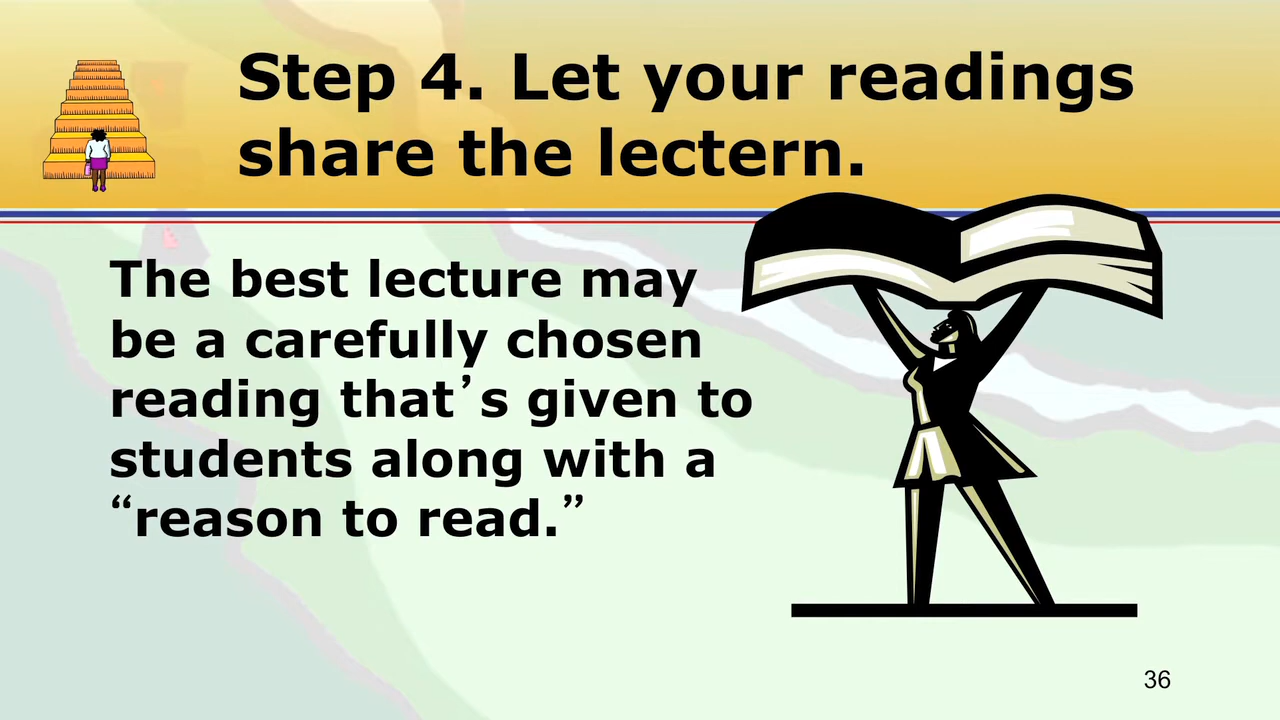 Step 4. Let your readings
share the lectern.
The best lecture may
be a carefully chosen
reading that’s given to
students along with a
“reason to read.”
36